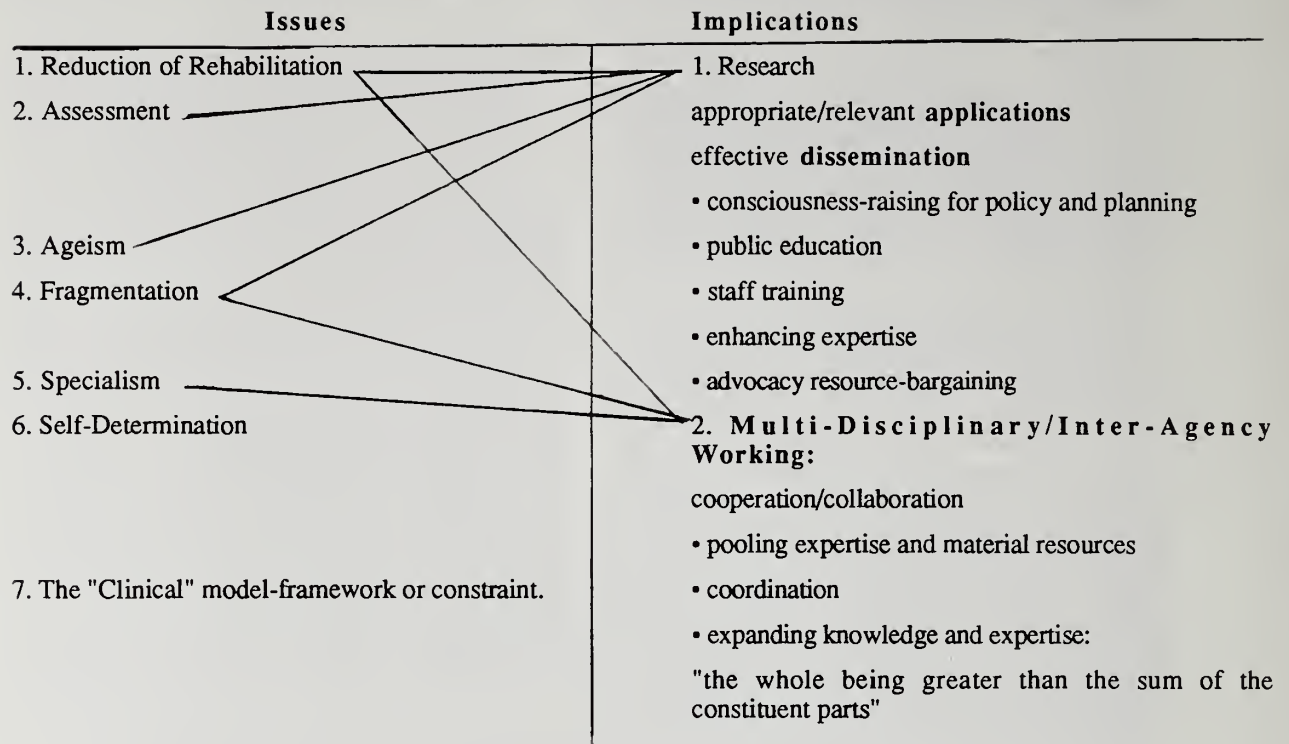 Issues
Implications
1. Reduction of Rehabilitation
2. Assessment
3. Ageism
4. Fragmentation
5. Specialism
6. Self-Determination
7. The "Clinical" model-framework or constraint.
1. Research
appropriate/relevant applications
effective dissemination
• consciousness-raising for policy and planning
• public education
• staff training
• enhancing expertise
• advocacy resource-bargaining
2. Multi-Disciplinary/Inter-Agency
Working:
cooperation/collaboration
• pooling expertise and material resources
• coordination
• expanding knowledge and expertise:
"the whole being greater than the sum of the
constituent parts"